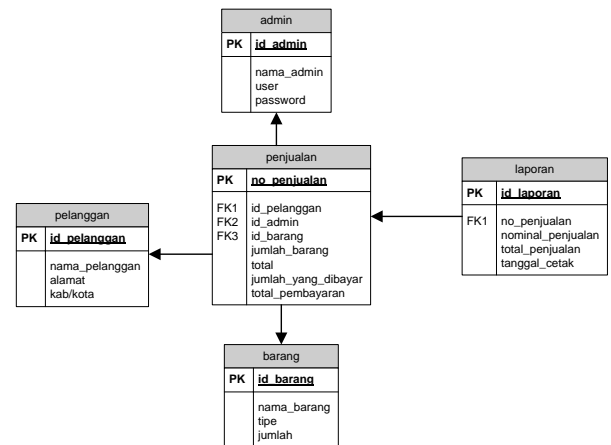 admin
PK id_admin
nama_admin
user
password
penjualan
PK no_penjualan
FK1 id_pelanggan
FK2 id_admin
FK3 id_barang
jumlah_barang
total
jumlah_yang_dibayar
total_pembayaran
laporan
PK id_laporan
FK1 no_penjualan
nominal_penjualan
total_penjualan
tanggal_cetak
pelanggan
PK id_pelanggan
nama_pelanggan
alamat
kab/kota
barang
PK id_barang
nama_barang
tipe
jumlah